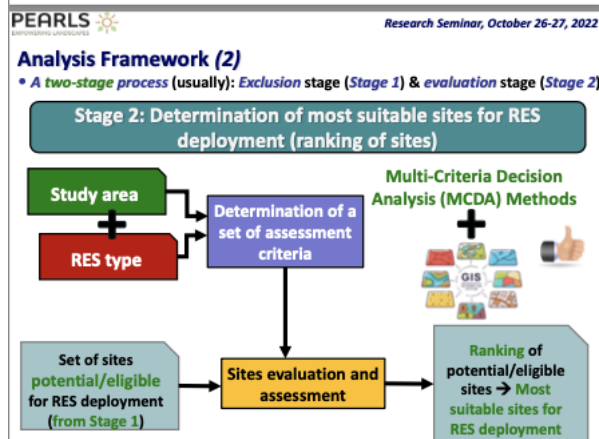 PEARLS
EMPOWERING LANDSCAPES
Research Seminar, October 26-27, 2022
Analysis Framework (2)
• A two-stage process (usually): Exclusion stage (Stage 1) & evaluation stage (Stage 2)
Stage 2: Determination of most suitable sites for RES
deployment (ranking of sites)
Study area
+
RES type
Determination of a
set of assessment
criteria
Multi-Criteria Decision
Analysis (MCDA) Methods
+
GIS
Set of sites
potential/eligible
for RES deployment
(from Stage 1)
Sites evaluation and
assessment
Ranking of
potential/eligible
sites → Most
suitable sites for
RES deployment